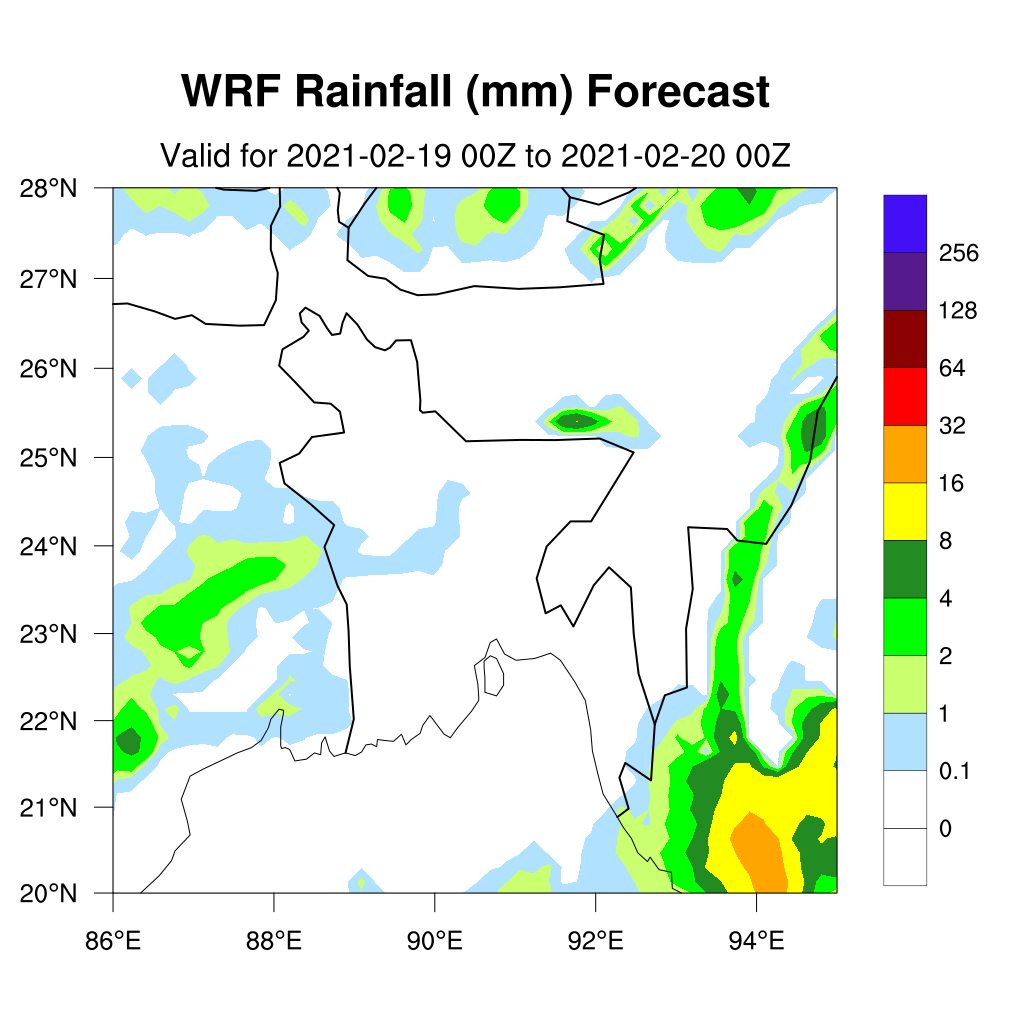 WRF Rainfall (mm) Forecast
Valid for 2021-02-19 00Z to 2021-02-20 00Z
28°N
27°N
26°N
25°N
24°N
23°N
22°N
21°N
20°N
86°E 88°E 90°E 92°E 94°E
256
128
64
32
16
8
4
2
1
0.1
0